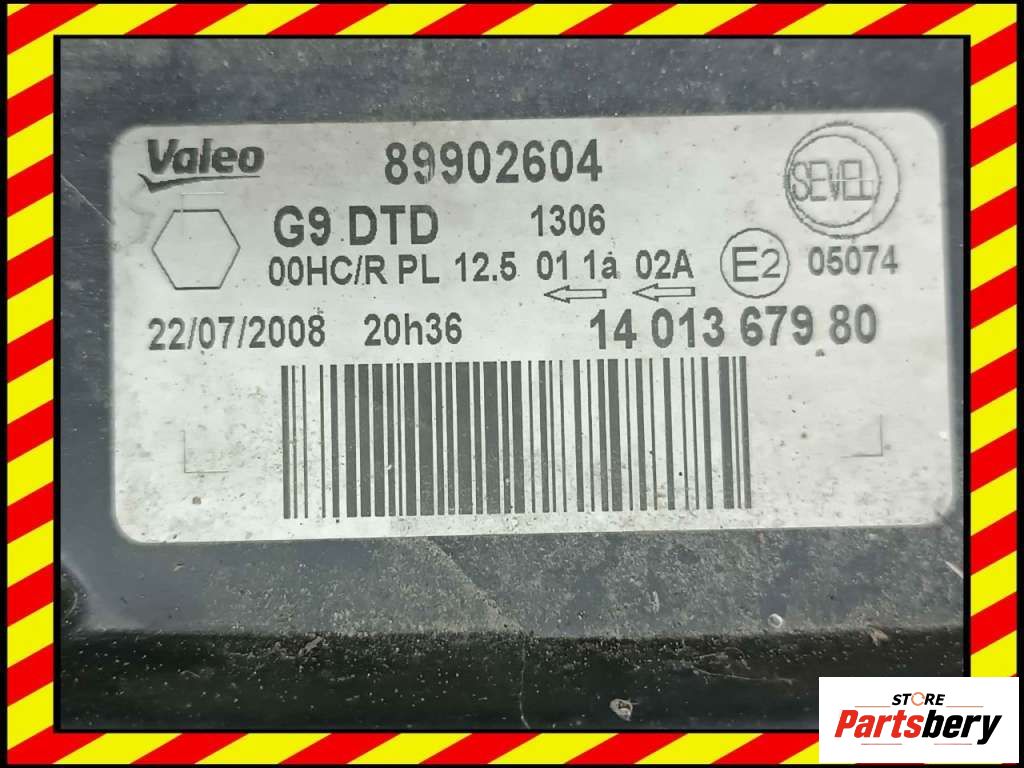 Valeo 89902604 SEVEL
G9 DTD 1306
00HC/R PL 12.5 01 1a 02A E2 05074
22/07/2008 20h36 14 013 679 80
STORE
Partsbery